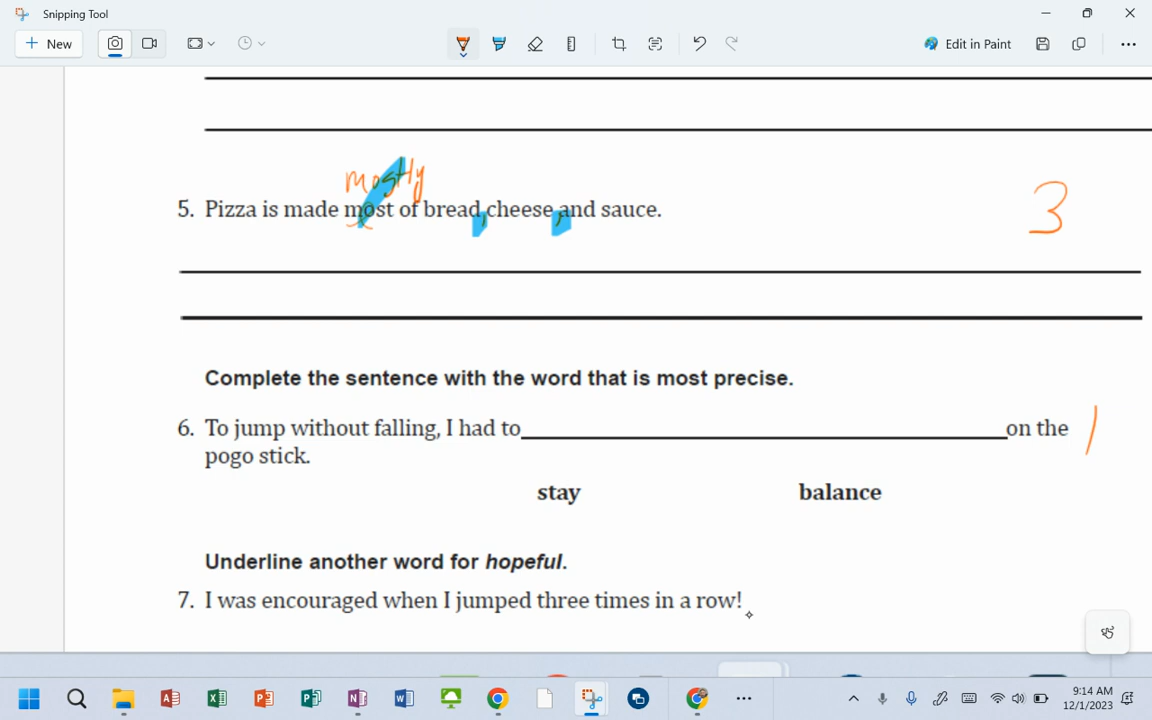 Snipping Tool
New
Edit in Paint
mostly
5. Pizza is made most of bread, cheese, and sauce.
3
Complete the sentence with the word that is most precise.
6. To jump without falling, I had to on the
1
pogo stick.
stay balance
Underline another word for hopeful.
7. I was encouraged when I jumped three times in a row!
9:14 AM
12/1/2023